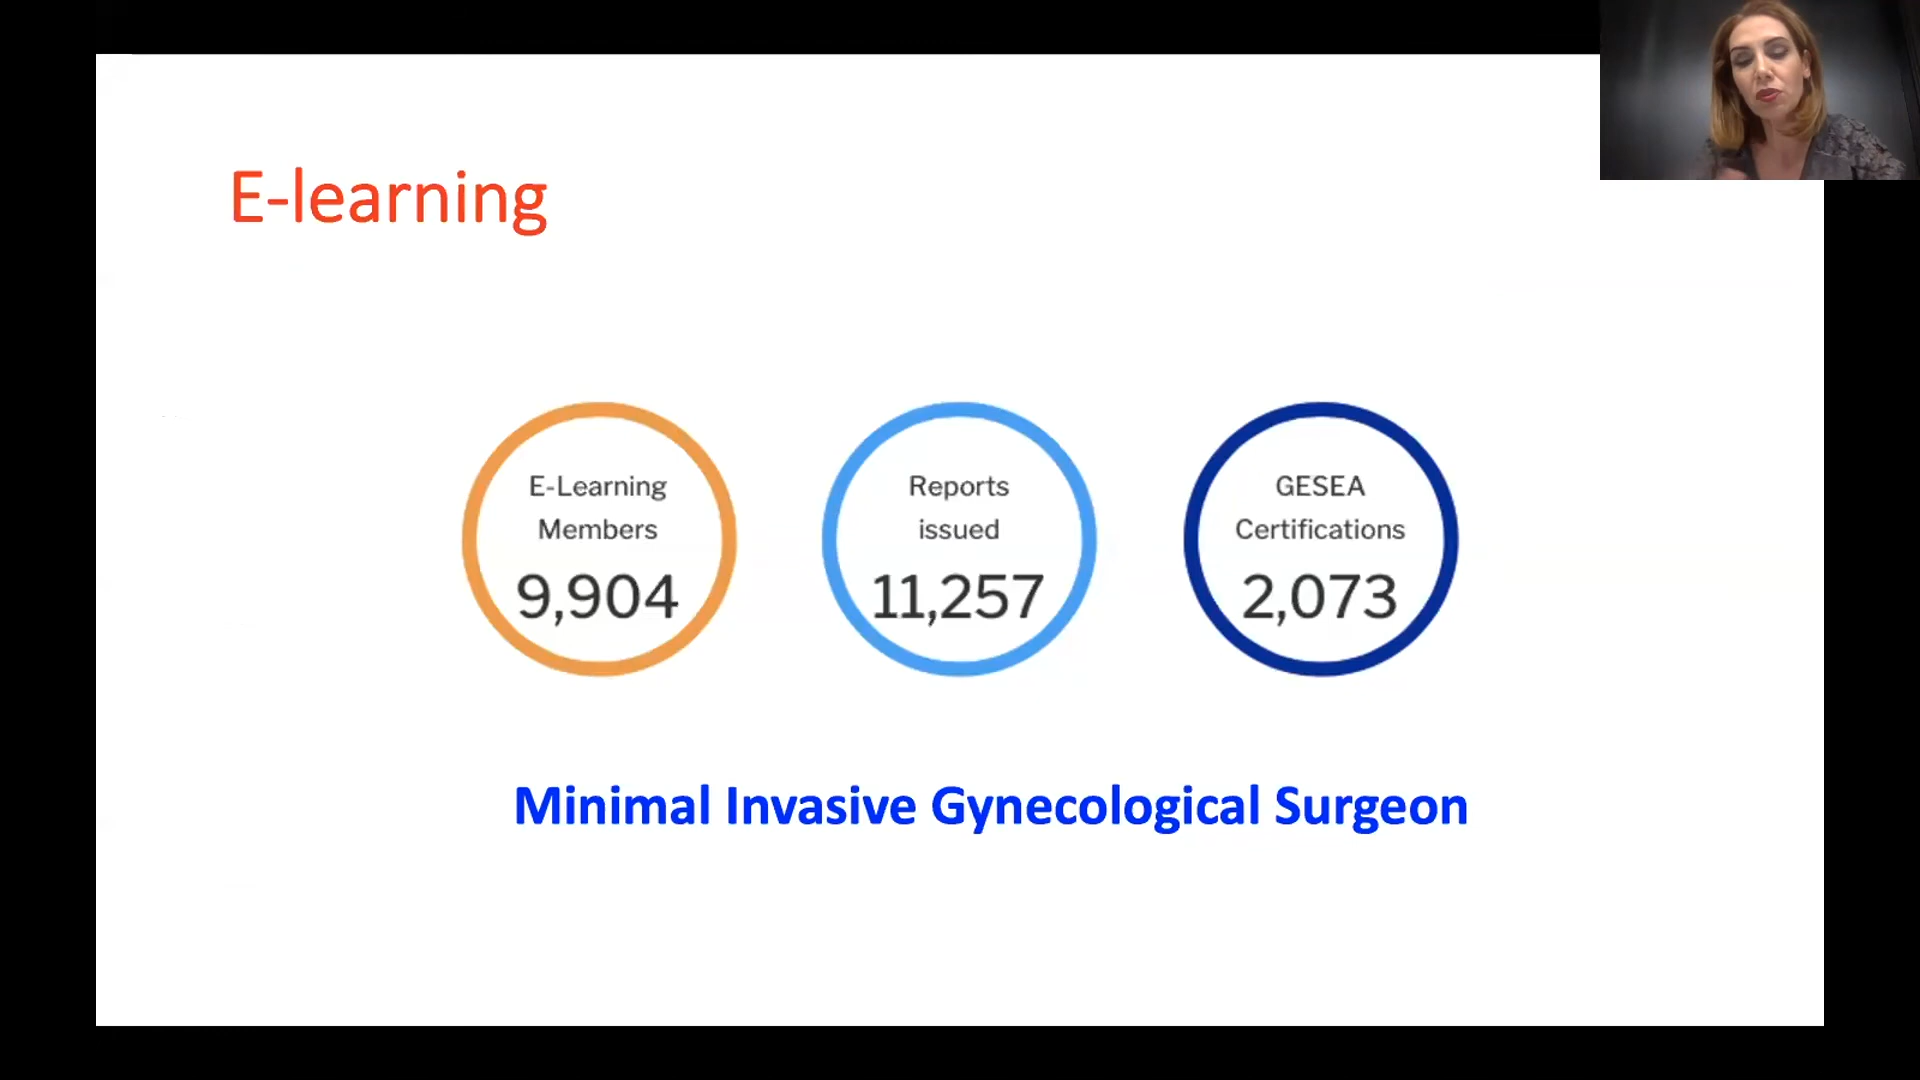 E-learning
E-Learning
Members
9,904
Reports
issued
11,257
GESEA
Certifications
2,073
Minimal Invasive Gynecological Surgeon